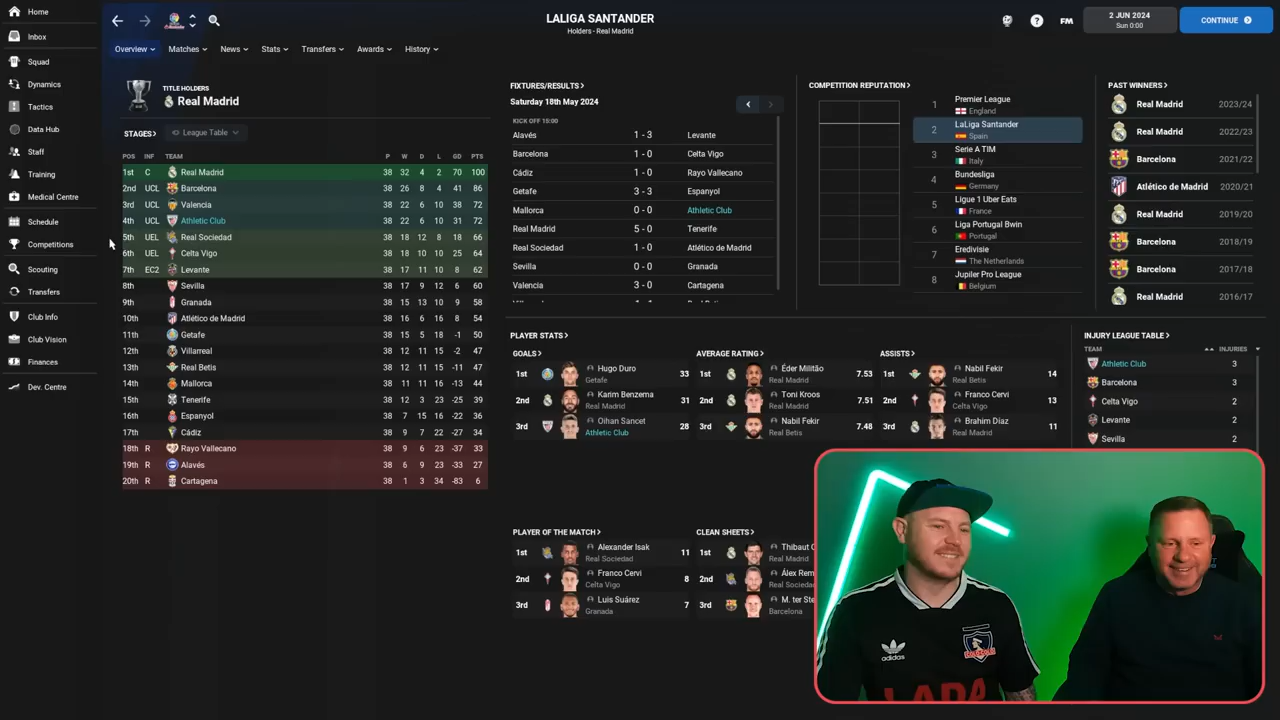 Home
Inbox
Squad
Dynamics
Tactics
Data Hub
Staff
Training
Medical Centre
Schedule
Competitions
Scouting
Transfers
Club Info
Club Vision
Finances
Dev. Centre
LALIGA SANTANDER
Holders - Real Madrid
?
FM
2 JUN 2024
Sun 0:00
CONTINUE
Overview Matches News Stats Transfers Awards History
TITLE HOLDERS
Real Madrid
STAGES> League Table
POS INF TEAM P W D L GD PTS
1st C Real Madrid 38 32 4 2 70 100
2nd UCL Barcelona 38 26 8 4 41 86
3rd UCL Valencia 38 22 6 10 38 72
4th UCL Athletic Club 38 22 6 10 31 72
5th UEL Real Sociedad 38 18 12 8 18 66
6th UEL Celta Vigo 38 18 10 10 25 64
7th EC2 Levante 38 17 11 10 8 62
8th Sevilla 38 17 9 12 6 60
9th Granada 38 15 13 10 9 58
10th Atlético de Madrid 38 16 6 16 8 54
11th Getafe 38 15 5 18 -1 50
12th Villarreal 38 12 11 15 -2 47
13th Real Betis 38 12 11 15 -11 47
14th Mallorca 38 11 11 16 -13 44
15th Tenerife 38 12 3 23 -25 39
16th Espanyol 38 7 15 16 -22 36
17th Cádiz 38 9 7 22 -27 34
18th R Rayo Vallecano 38 9 6 23 -37 33
19th R Alavés 38 6 9 23 -33 27
20th R Cartagena 38 1 3 34 -83 6
FIXTURES/RESULTS>
Saturday 18th May 2024
KICK OFF 15:00
Alavés 1 - 3 Levante
Barcelona 1 - 0 Celta Vigo
Cádiz 1 - 0 Rayo Vallecano
Getafe 3 - 3 Espanyol
Mallorca 0 - 0 Athletic Club
Real Madrid 5 - 0 Tenerife
Real Sociedad 1 - 0 Atlético de Madrid
Sevilla 0 - 0 Granada
Valencia 3 - 0 Cartagena
COMPETITION REPUTATION>
1 Premier League
England
2 LaLiga Santander
Spain
3 Serie A TIM
Italy
4 Bundesliga
Germany
5 Ligue 1 Uber Eats
France
6 Liga Portugal Bwin
Portugal
7 Eredivisie
The Netherlands
8 Jupiler Pro League
Belgium
PAST WINNERS>
Real Madrid 2023/24
Real Madrid 2022/23
Barcelona 2021/22
Atlético de Madrid 2020/21
Real Madrid 2019/20
Barcelona 2018/19
Barcelona 2017/18
Real Madrid 2016/17
PLAYER STATS>
GOALS>
1st Hugo Duro 33
Getafe
2nd Karim Benzema 31
Real Madrid
3rd Oihan Sancet 28
Athletic Club
AVERAGE RATING>
1st Éder Militão 7.53
Real Madrid
2nd Toni Kroos 7.51
Real Madrid
3rd Nabil Fekir 7.48
Real Betis
ASSISTS>
1st Nabil Fekir 14
Real Betis
2nd Franco Cervi 13
Celta Vigo
3rd Brahim Díaz 11
Real Madrid
INJURY LEAGUE TABLE>
TEAM INJURIES
Athletic Club 3
Barcelona 3
Celta Vigo 2
Levante 2
Sevilla 2
PLAYER OF THE MATCH>
1st Alexander Isak 11
Real Sociedad
2nd Franco Cervi 8
Celta Vigo
3rd Luis Suárez 7
Granada
CLEAN SHEETS>
1st Thibaut
Real Madrid
2nd Álex Rem
Real Sociedad
3rd M. ter Ste
Barcelona
adidas